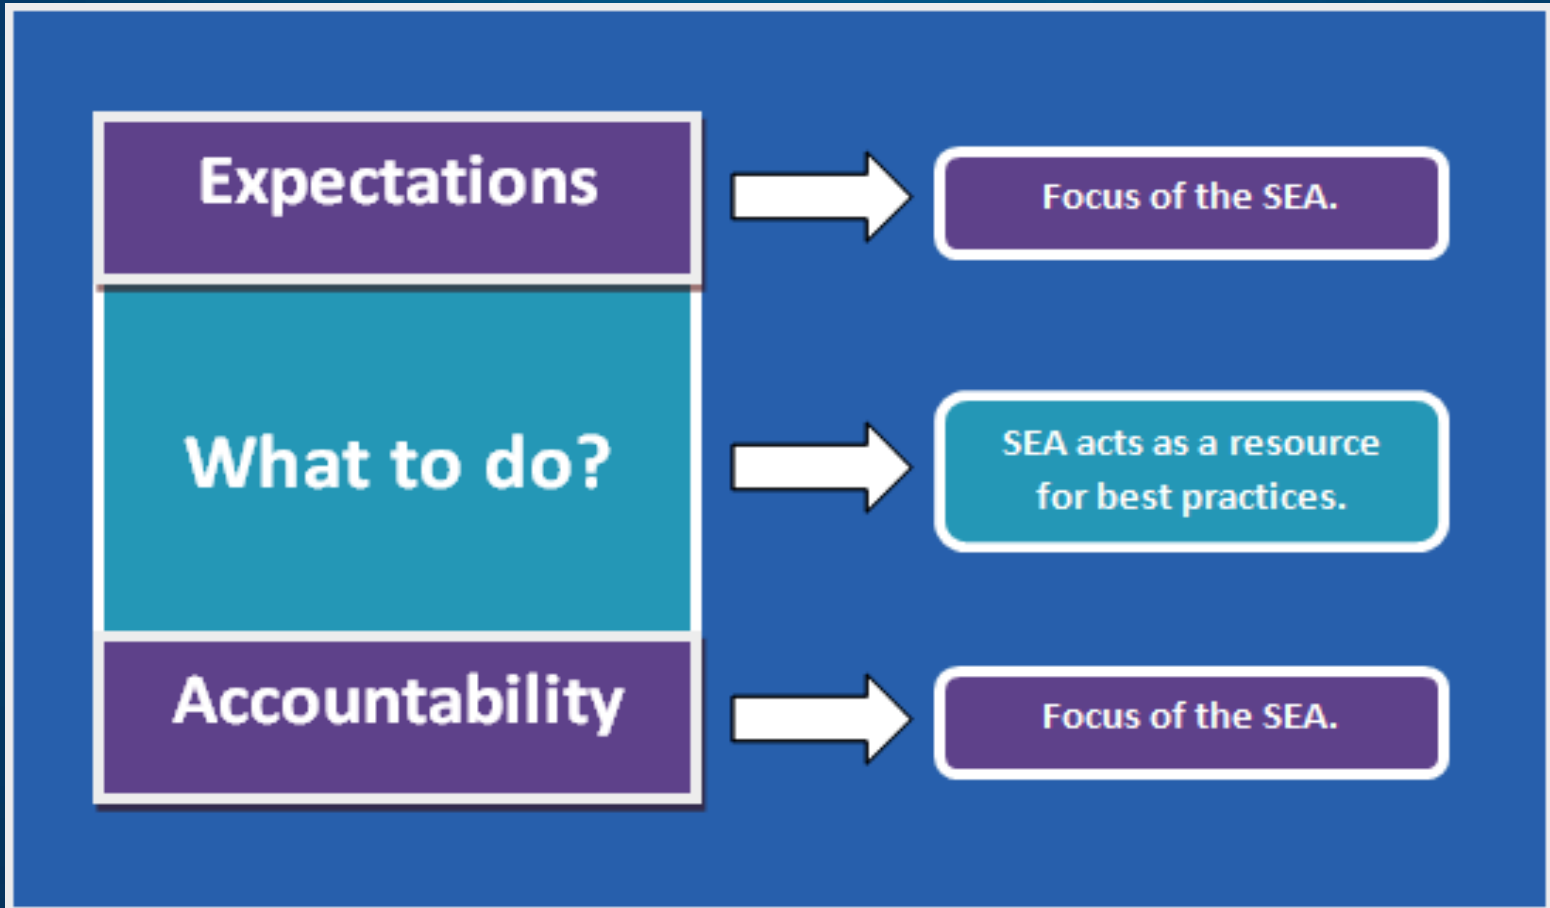 Expectations
Focus of the SEA.
What to do?
SEA acts as a resource
for best practices.
Accountability
Focus of the SEA.